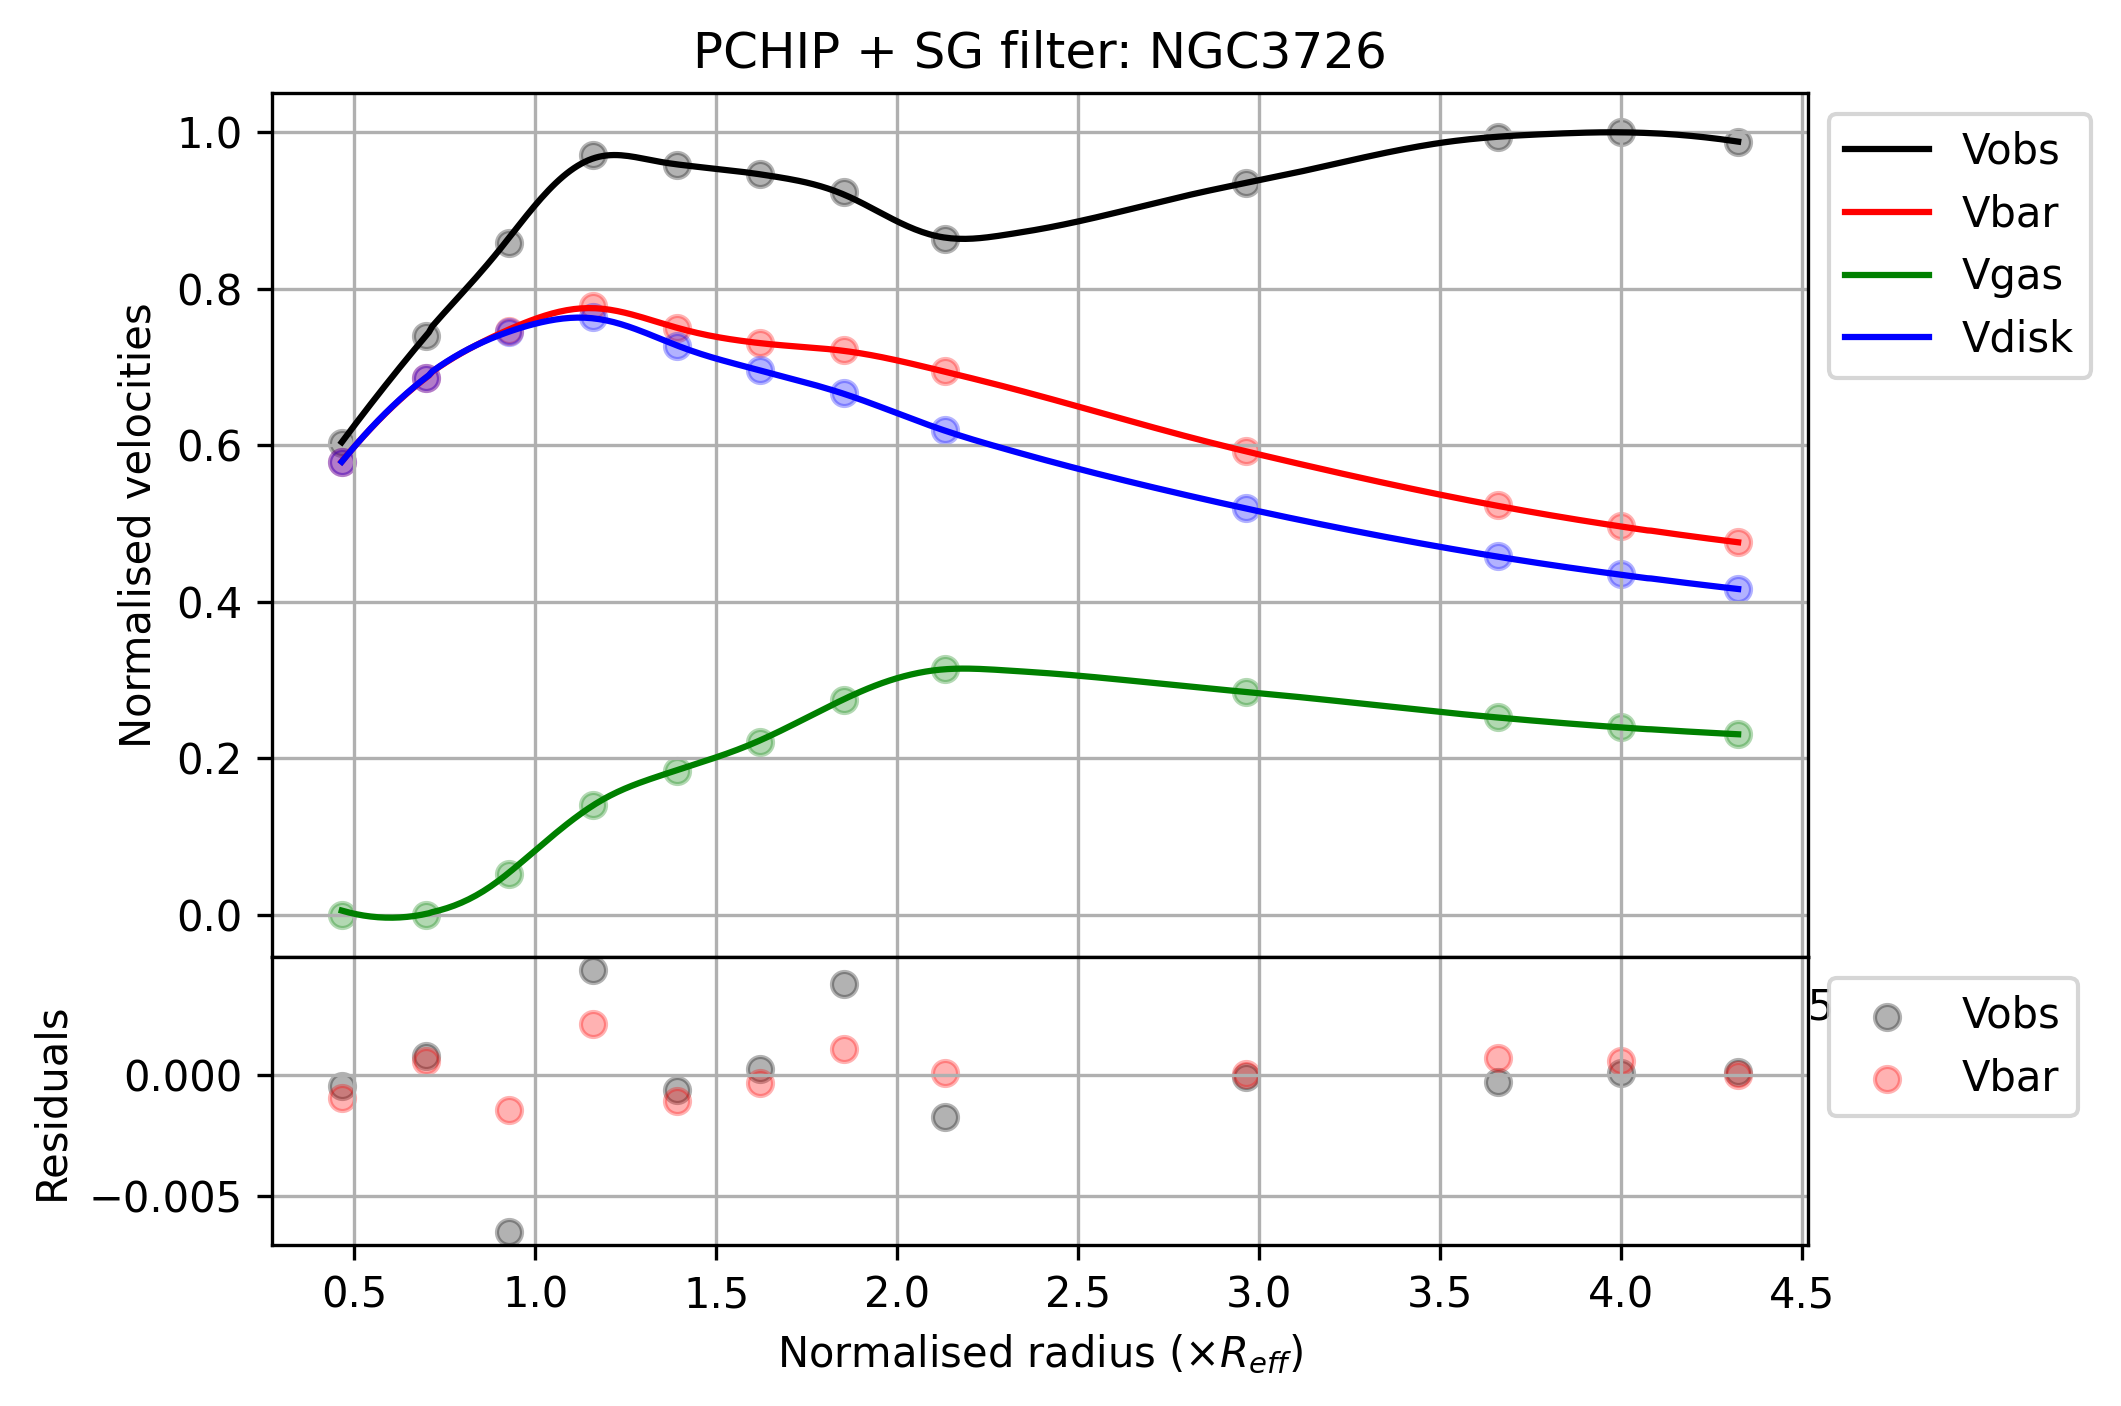 PCHIP + SG filter: NGC3726
1.0
0.8
0.6
0.4
0.2
0.0
Normalised velocities
Vobs
Vbar
Vgas
Vdisk
0.000
−0.005
Residuals
5
Vobs
Vbar
0.5 1.0 1.5 2.0 2.5 3.0 3.5 4.0 4.5
Normalised radius (×R_eff)